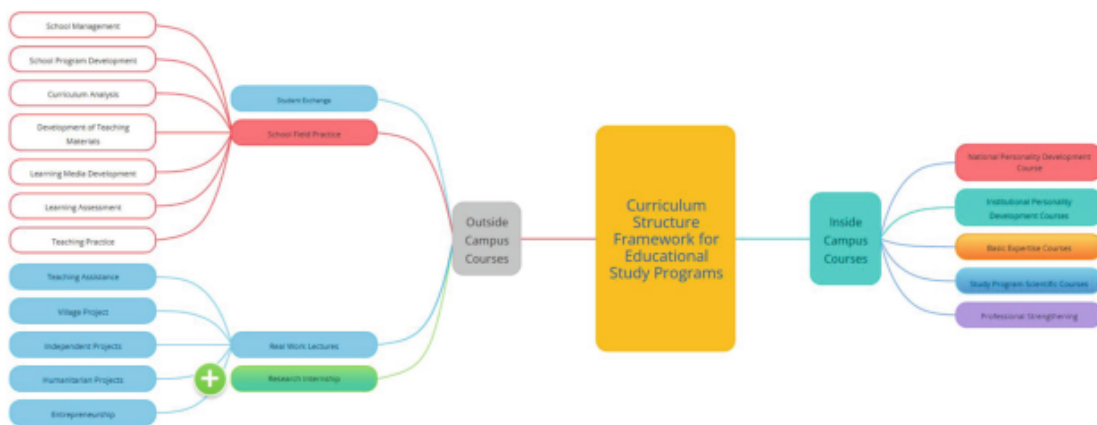 School Management
School Program Development
Curriculum Analysis
Development of Teaching
Materials
Learning Media Development
Learning Assessment
Teaching Practice
Teaching Assistance
Village Project
Independent Projects
Humanitarian Projects
Entrepreneurship
Student Exchange
School Field Practice
Real Work Lectures
Research Internship
Outside
Campus
Courses
Curriculum
Structure
Framework for
Educational
Study Programs
Inside
Campus
Courses
National Personality Development
Course
Institutional Personality
Development Courses
Basic Expertise Courses
Study Program Scientific Courses
Professional Strengthening